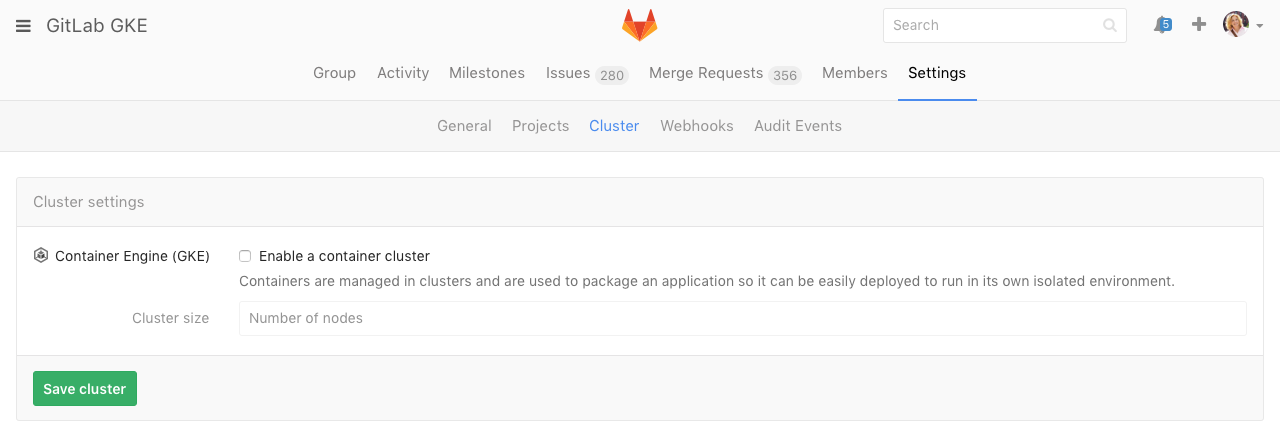 GitLab GKE
Search
5
Group Activity Milestones Issues 280 Merge Requests 356 Members Settings
General Projects Cluster Webhooks Audit Events
Cluster settings
Container Engine (GKE) Enable a container cluster
Containers are managed in clusters and are used to package an application so it can be easily deployed to run in its own isolated environment.
Cluster size Number of nodes
Save cluster